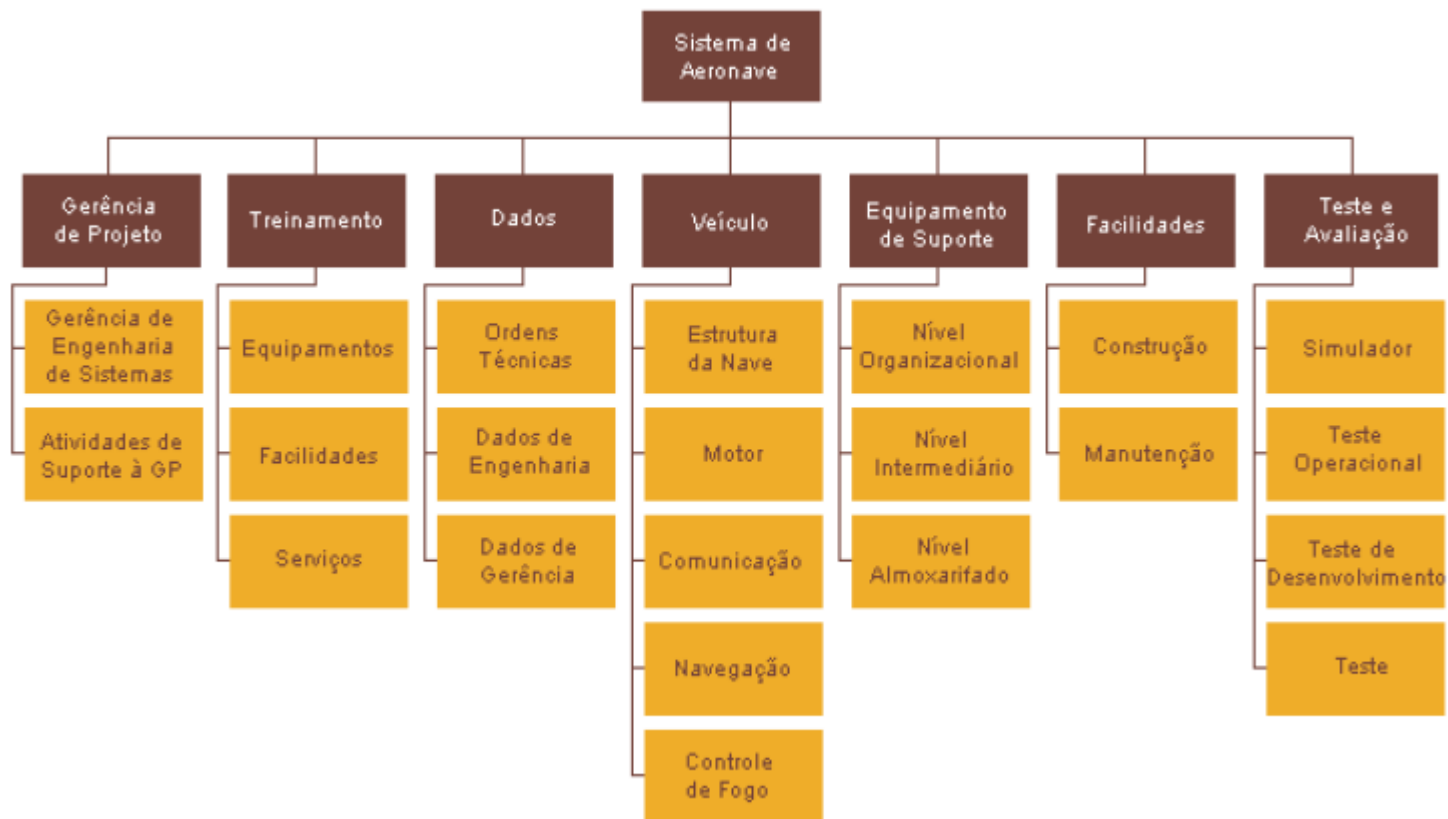 Sistema de
Aeronave
Gerência
de Projeto
Treinamento
Dados
Veículo
Equipamento
de Suporte
Facilidades
Teste e
Avaliação
Gerência de
Engenharia
de Sistemas
Atividades de
Suporte à GP
Equipamentos
Facilidades
Serviços
Ordens
Técnicas
Dados de
Engenharia
Dados de
Gerência
Estrutura
da Nave
Motor
Comunicação
Navegação
Controle
de Fogo
Nível
Organizacional
Nível
Intermediário
Nível
Almoxarifado
Construção
Manutenção
Simulador
Teste
Operacional
Teste de
Desenvolvimento
Teste